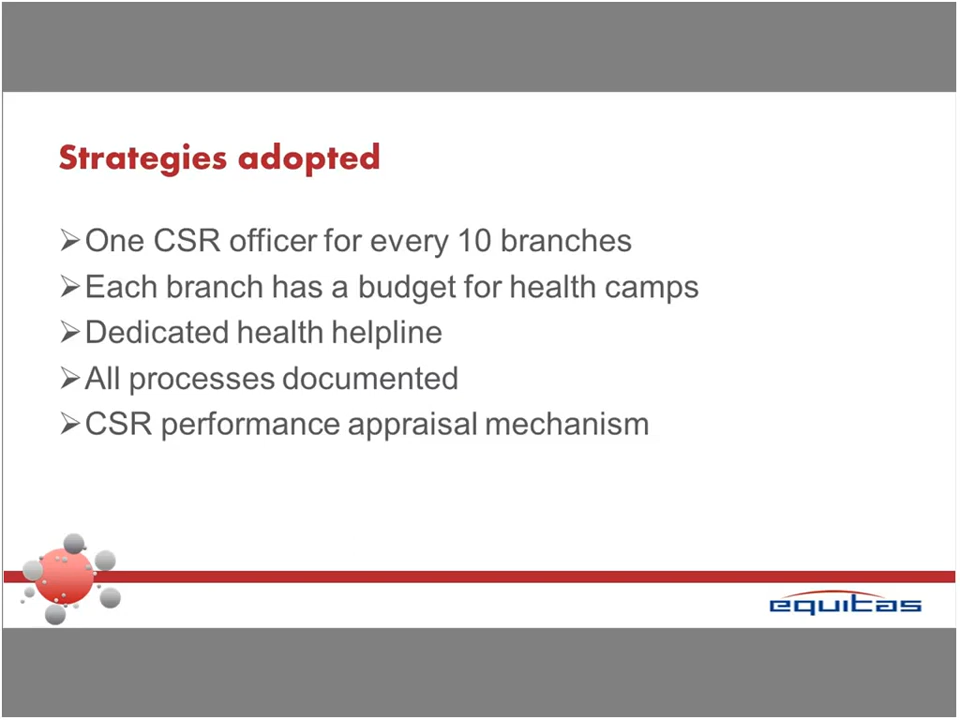 Strategies adopted
➢One CSR officer for every 10 branches
➢Each branch has a budget for health camps
➢Dedicated health helpline
➢All processes documented
➢CSR performance appraisal mechanism
equitas